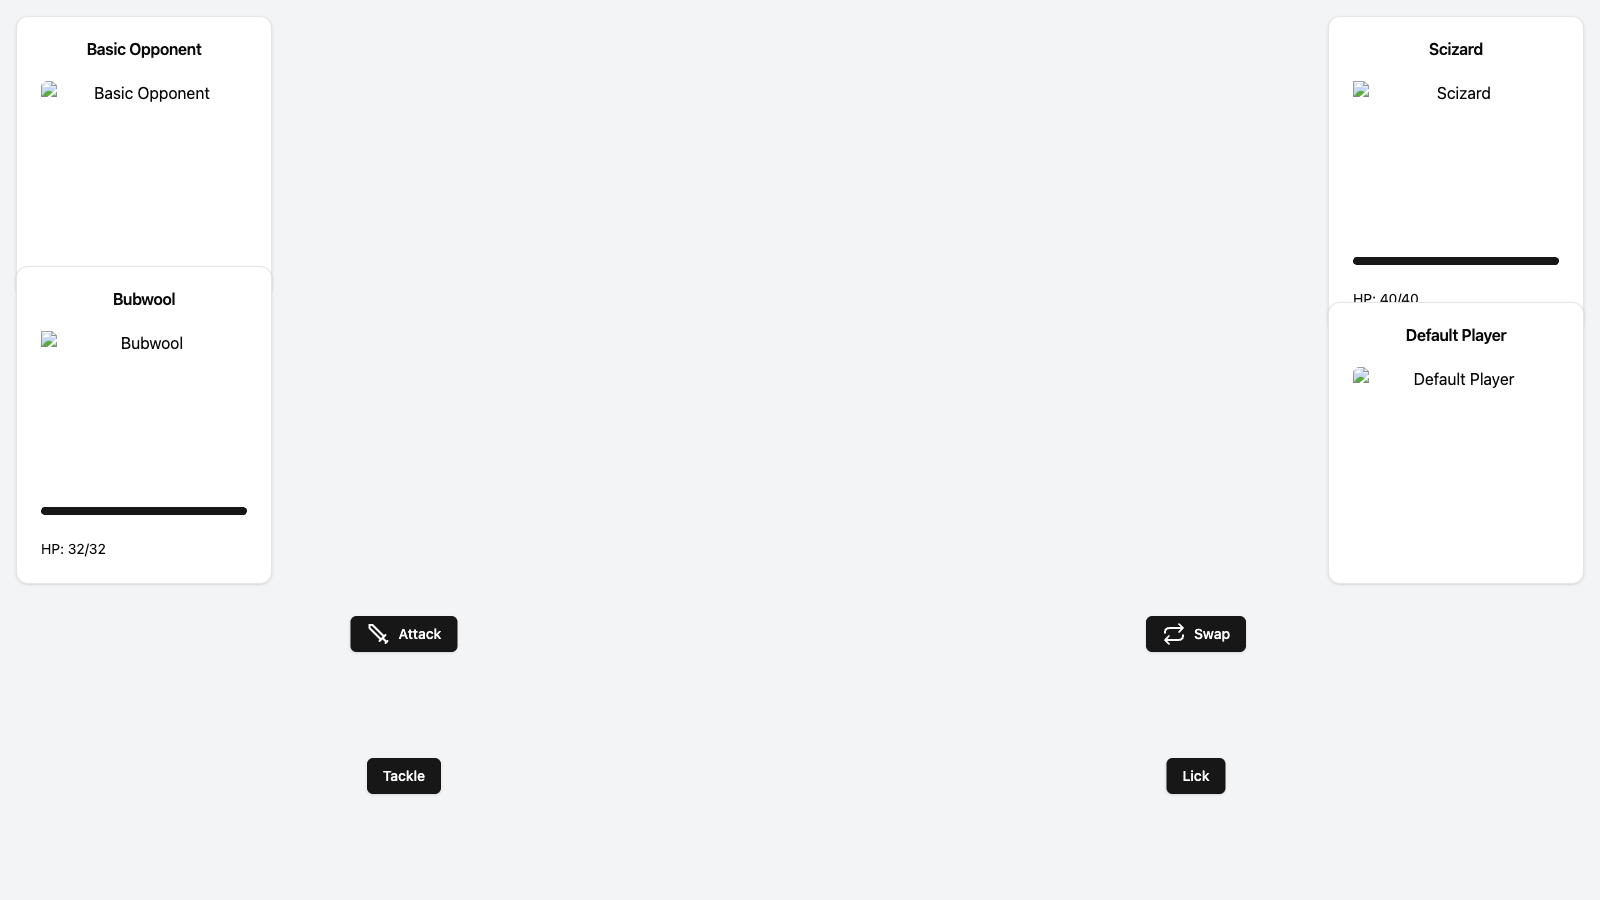 Basic Opponent
Basic Opponent
Scizard
Scizard
HP: 40/40
Bubwool
Bubwool
HP: 32/32
Default Player
Default Player
Attack
Swap
Tackle
Lick